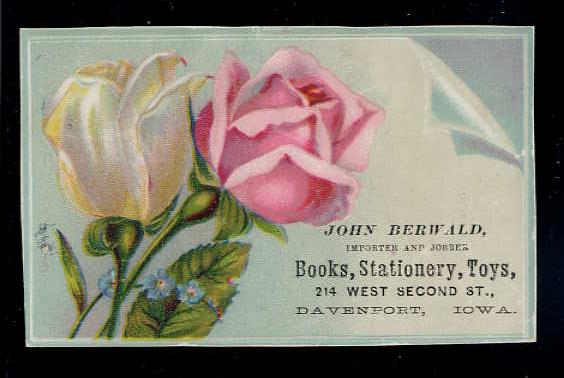 JOHN BERWALD,
IMPORTER AND JOBBER
Books, Stationery, Toys,
214 WEST SECOND ST.,
DAVENPORT, IOWA.